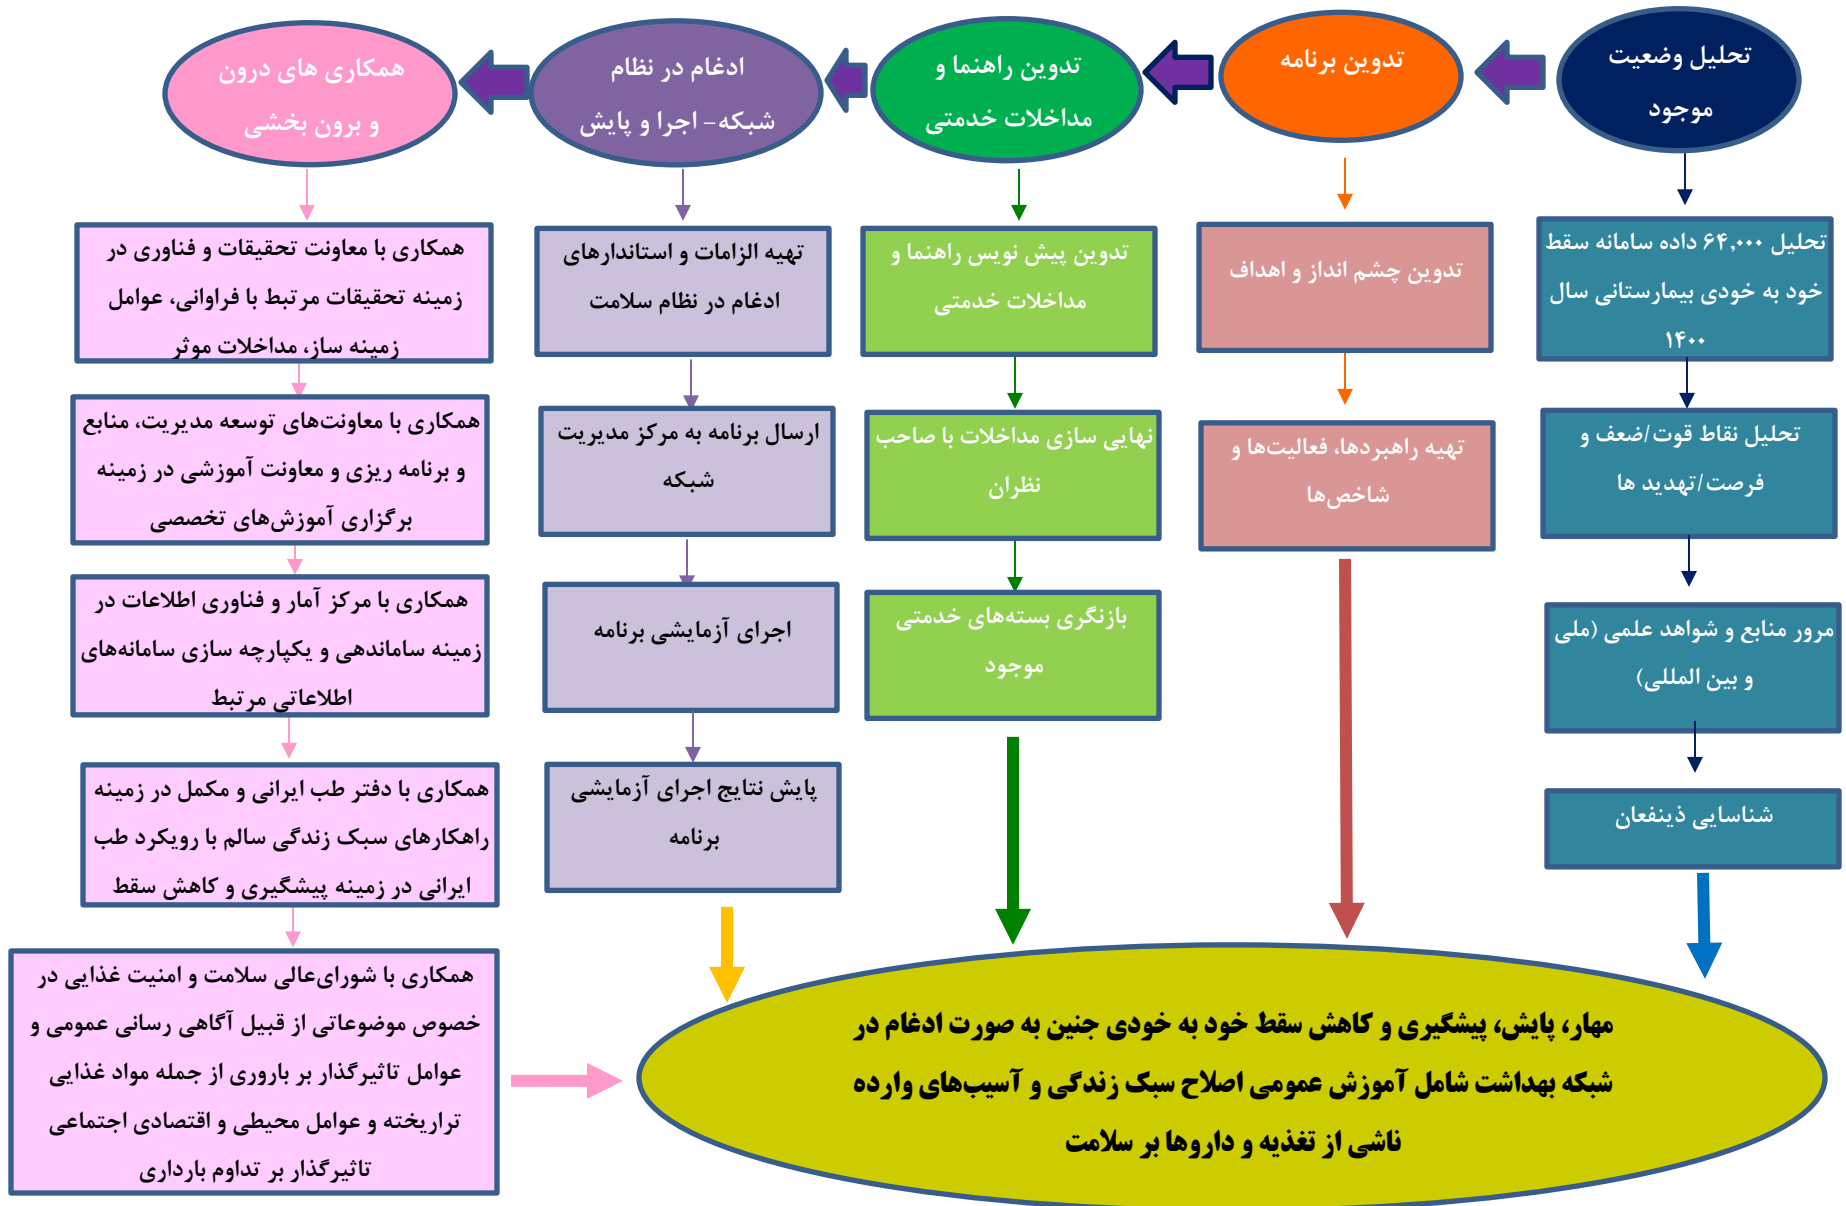 تحلیل وضعیت
موجود
تدوین برنامه
تدوین راهنما و
مداخلات خدمتی
ادغام در نظام
شبکه- اجرا و پایش
همکاری های درون
و برون بخشی
تحلیل ۶۴,۰۰۰ داده سامانه سقط
خود به خودی بیمارستانی سال
۱۴۰۰
تحلیل نقاط قوت/ضعف و
فرصت/تهدید ها
مرور منابع و شواهد علمی (ملی
و بین المللی)
شناسایی ذینفعان
تدوین چشم انداز و اهداف
تهیه راهبردها، فعالیت‌ها و
شاخص‌ها
تدوین پیش نویس راهنما و
مداخلات خدمتی
نهایی سازی مداخلات با صاحب
نظران
بازنگری بسته‌های خدمتی
موجود
تهیه الزامات و استاندارهای
ادغام در نظام سلامت
ارسال برنامه به مرکز مدیریت
شبکه
اجرای آزمایشی برنامه
پایش نتایج اجرای آزمایشی
برنامه
همکاری با معاونت تحقیقات و فناوری در
زمینه تحقیقات مرتبط با فراوانی، عوامل
زمینه ساز، مداخلات موثر
همکاری با معاونت‌های توسعه مدیریت، منابع
و برنامه ریزی و معاونت آموزشی در زمینه
برگزاری آموزش‌های تخصصی
همکاری با مرکز آمار و فناوری اطلاعات در
زمینه ساماندهی و یکپارچه سازی سامانه‌های
اطلاعاتی مرتبط
همکاری با دفتر طب ایرانی و مکمل در زمینه
راهکارهای سبک زندگی سالم با رویکرد طب
ایرانی در زمینه پیشگیری و کاهش سقط
همکاری با شورای‌عالی سلامت و امنیت غذایی در
خصوص موضوعاتی از قبیل آگاهی رسانی عمومی و
عوامل تاثیرگذار بر باروری از جمله مواد غذایی
تراریخته و عوامل محیطی و اقتصادی اجتماعی
تاثیرگذار بر تداوم بارداری
مهار، پایش، پیشگیری و کاهش سقط خود به خودی جنین به صورت ادغام در
شبکه بهداشت شامل آموزش عمومی اصلاح سبک زندگی و آسیب‌های وارده
ناشی از تغذیه و داروها بر سلامت